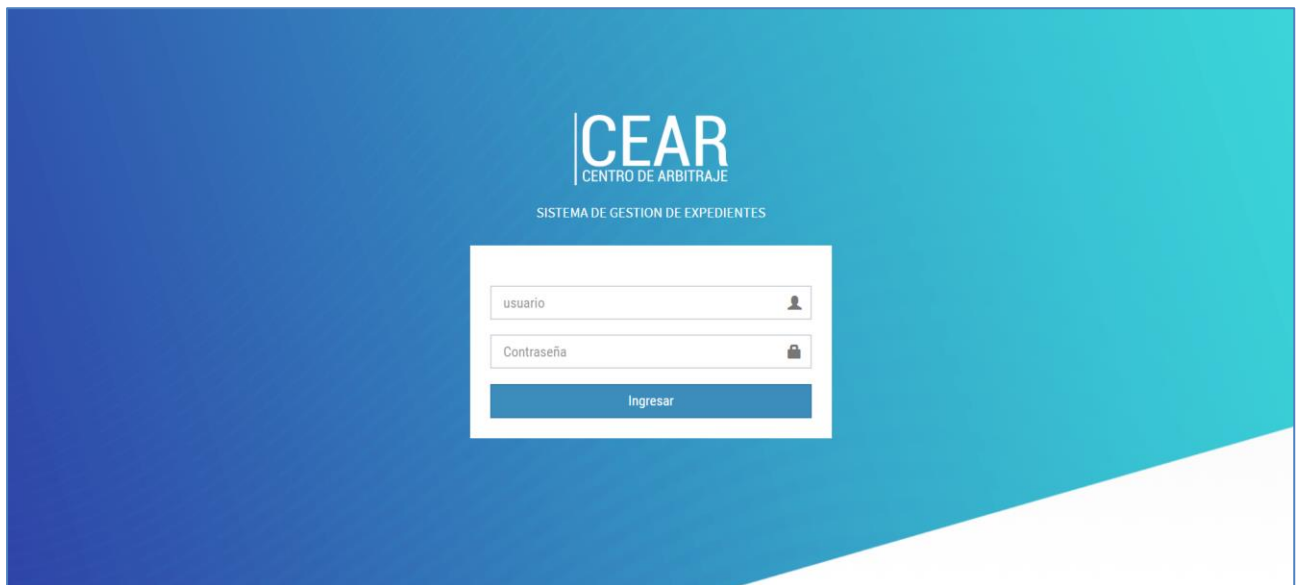 CEAR
CENTRO DE ARBITRAJE
SISTEMA DE GESTION DE EXPEDIENTES
usuario
Contraseña
Ingresar